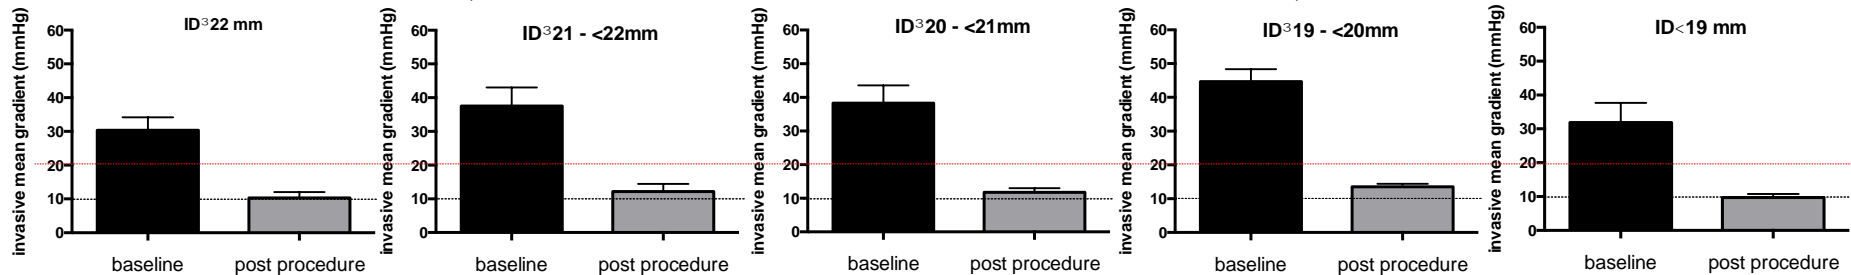 ID³22 mm
invasive mean gradient (mmHg)
60
50
40
30
20
10
0
baseline post procedure
ID³21 - <22mm
invasive mean gradient (mmHg)
60
50
40
30
20
10
0
baseline post procedure
ID³20 - <21mm
invasive mean gradient (mmHg)
60
50
40
30
20
10
0
baseline post procedure
ID³19 - <20mm
invasive mean gradient (mmHg)
60
50
40
30
20
10
0
baseline post procedure
ID<19 mm
invasive mean gradient (mmHg)
60
50
40
30
20
10
0
baseline post procedure